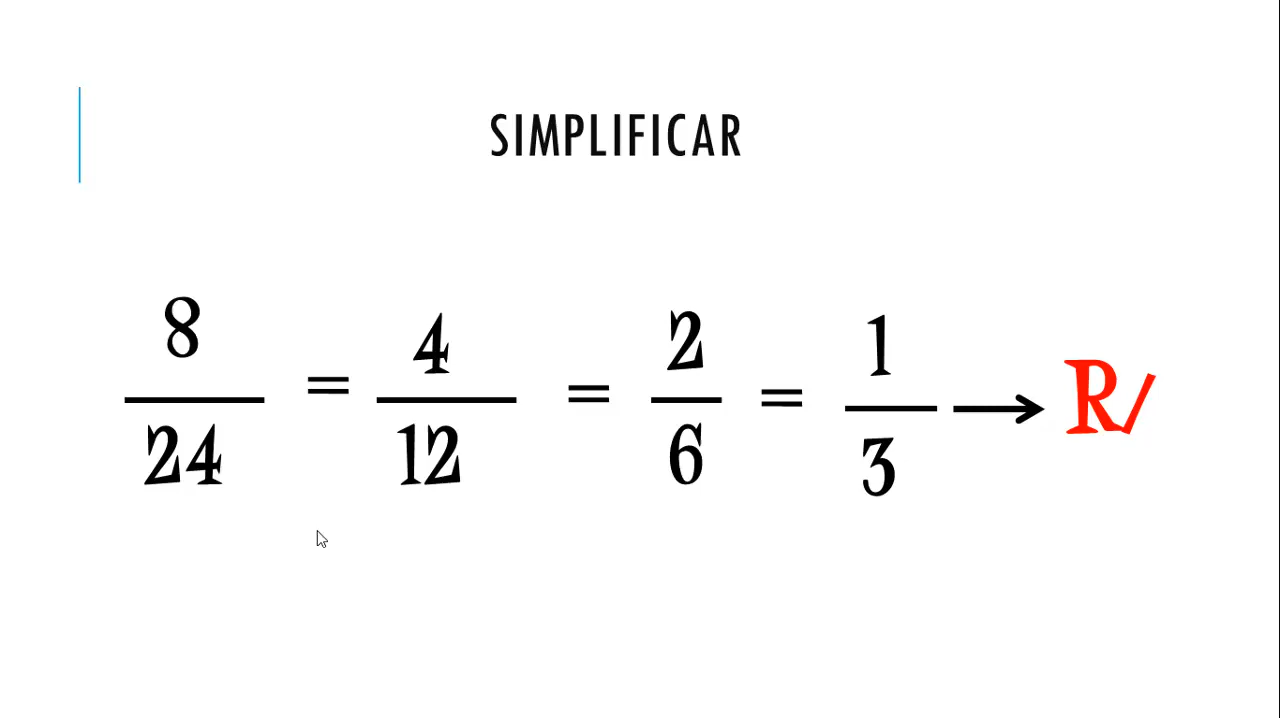 SIMPLIFICAR
8/24 = 4/12 = 2/6 = 1/3 → R/